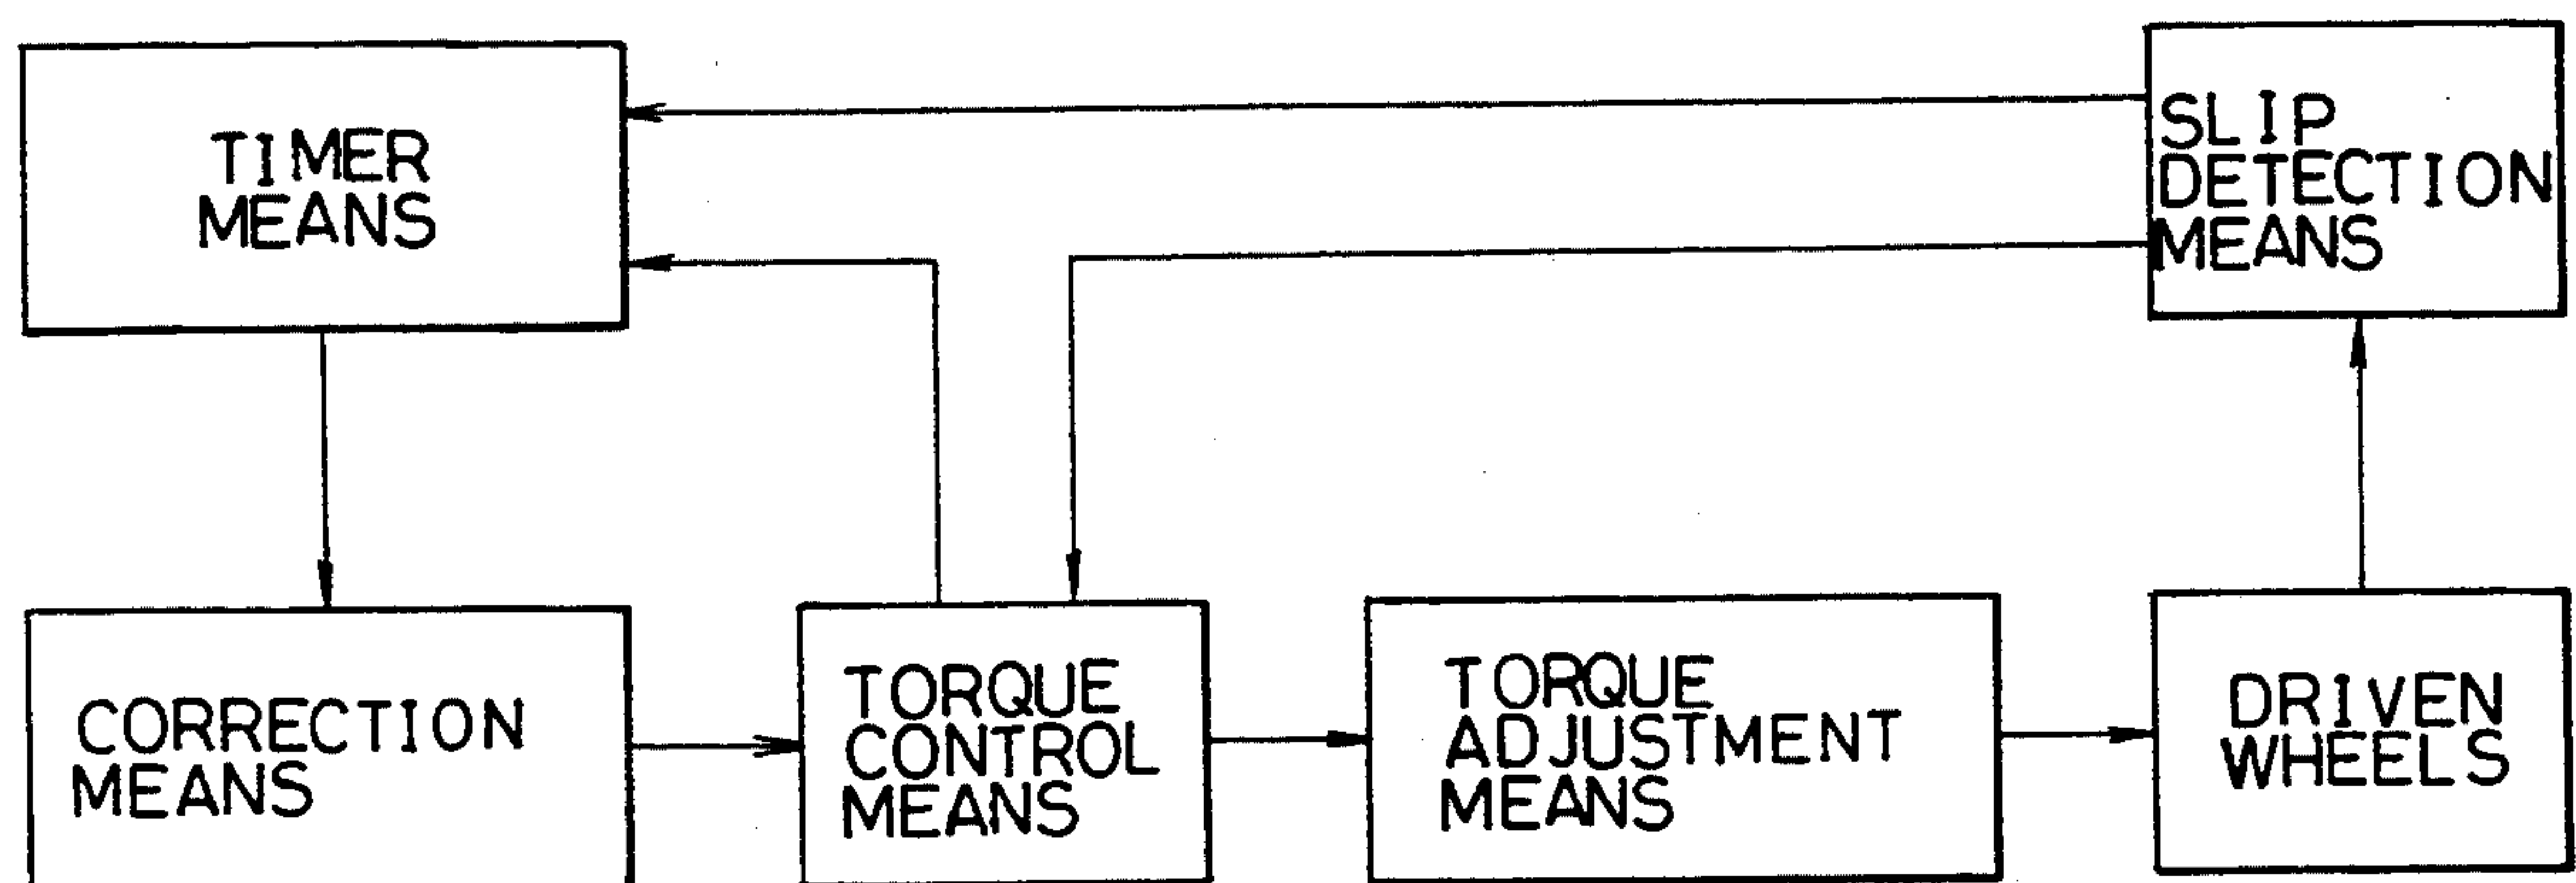 TIMER
MEANS
SLIP
DETECTION
MEANS
CORRECTION
MEANS
TORQUE
CONTROL
MEANS
TORQUE
ADJUSTMENT
MEANS
DRIVEN
WHEELS